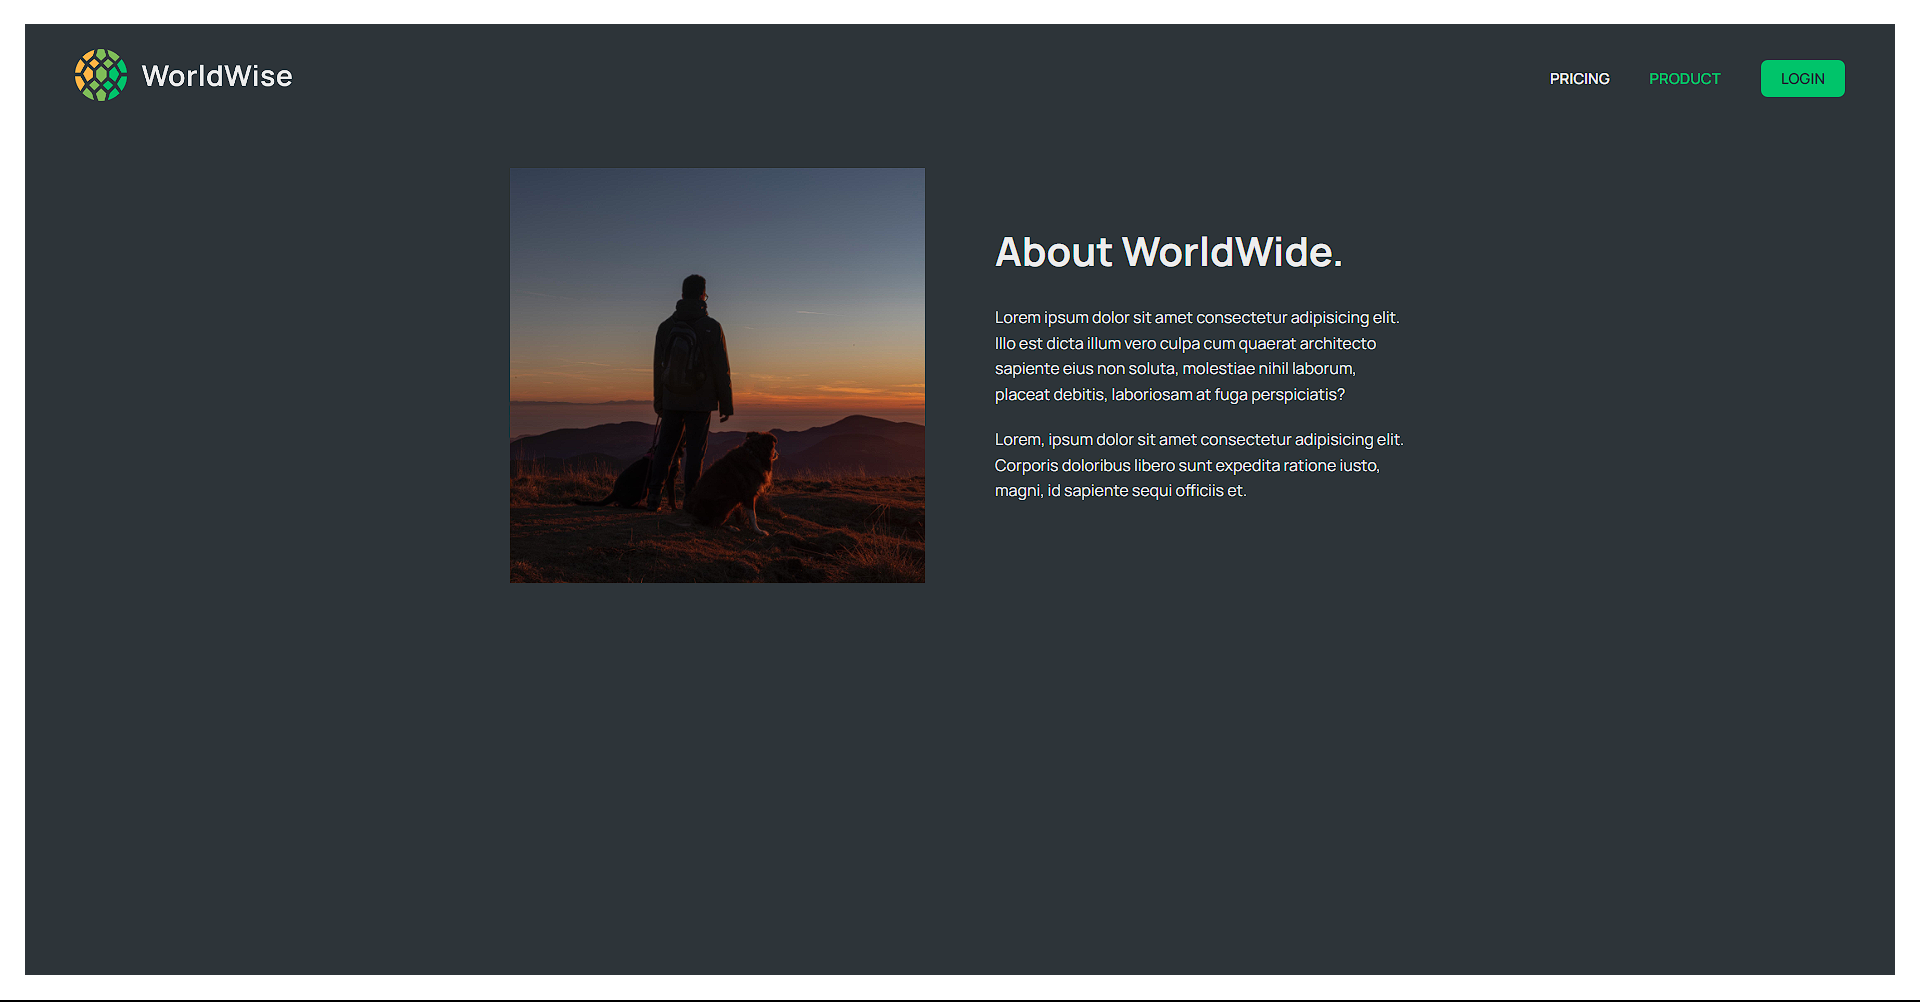 WorldWise
PRICING
PRODUCT
LOGIN
About WorldWide.
Lorem ipsum dolor sit amet consectetur adipisicing elit.
Illo est dicta illum vero culpa cum quaerat architecto
sapiente eius non soluta, molestiae nihil laborum,
placeat debitis, laboriosam at fuga perspiciatis?
Lorem, ipsum dolor sit amet consectetur adipisicing elit.
Corporis doloribus libero sunt expedita ratione iusto,
magni, id sapiente sequi officiis et.